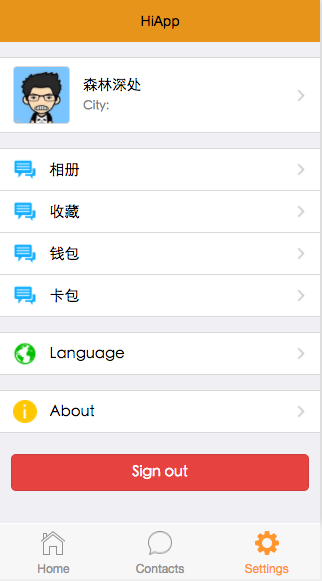 HiApp
森林深处
City:
相册
收藏
钱包
卡包
Language
About
Sign out
Home
Contacts
Settings